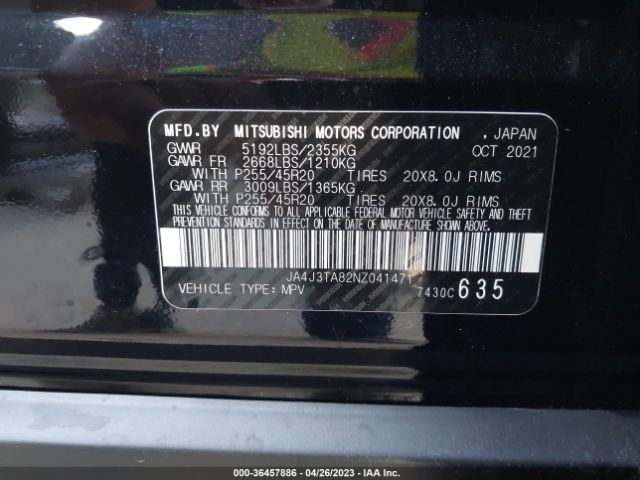 MFD.BY MITSUBISHI MOTORS CORPORATION , JAPAN
GVWR 5192LBS/2355KG OCT 2021
GAWR FR 2668LBS/1210KG
WITH P255/45R20 TIRES 20X8.0J RIMS
GAWR RR 3009LBS/1365KG
WITH P255/45R20 TIRES 20X8.0J RIMS
THIS VEHICLE CONFORMS TO ALL APPLICABLE FEDERAL MOTOR VEHICLE SAFETY AND THEFT
PREVENTION STANDARDS IN EFFECT ON THE DATE OF MANUFACTURE SHOWN ABOVE.
JA4J3TA82NZ041471
VEHICLE TYPE: MPV 7430C 635
000-36457886 - 04/26/2023 - IAA Inc.